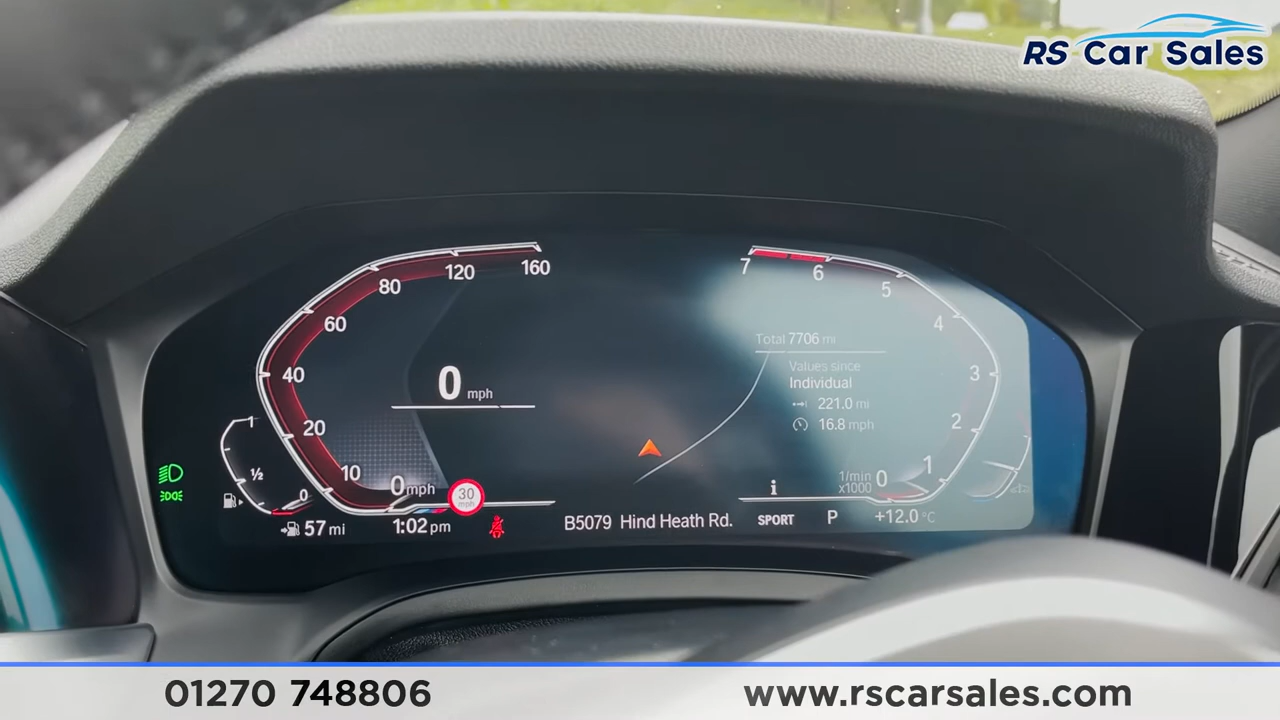 RS Car Sales
160
120
80
60
40
20
10
0 mph
0 mph
30
mph
1
½
0
57 mi
1:02 pm
B5079 Hind Heath Rd.
7
6
5
4
3
2
1
0
Total 7706 mi
Values since
Individual
221.0 mi
16.8 mph
i
1/min
x1000
SPORT
P
+12.0 °C
01270 748806
www.rscarsales.com